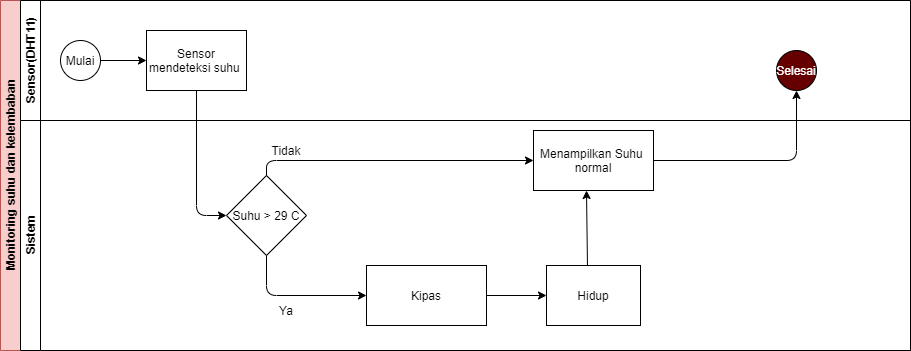 Monitoring suhu dan kelembaban
Sensor(DHT11)
Mulai
Sensor
mendeteksi suhu
Selesai
Sistem
Tidak
Menampilkan Suhu
normal
Suhu > 29 C
Ya
Kipas
Hidup